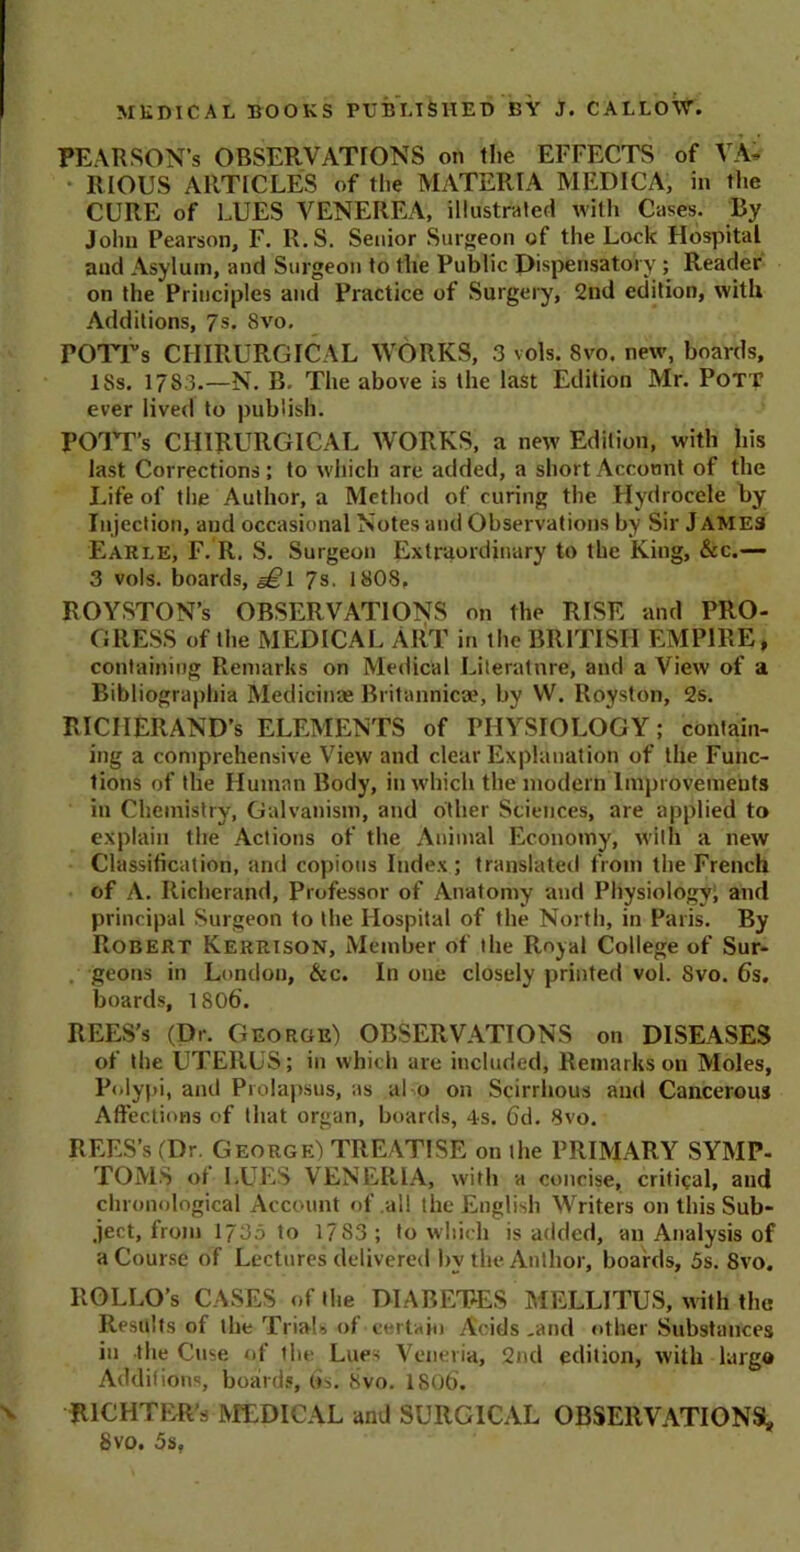 MEDICAL BOOKS PUBLISHED BY J. CALLOW.
PEARSON's OBSERVATIONS on the EFFECTS of VA-
RIOUS ARTICLES of the MATERIA MEDICA, in the
CURE of LUES VENEREA, illustrated with Cases. By
John Pearson, F. R. S. Senior Surgeon of the Lock Hospital
and Asylum, and Surgeon to the Public Dispensatory; Reader
on the Principles and Practice of Surgery, 2nd edition, with
Additions, 7s. 8vo.
POTT's CHIRURGICAL WORKS, 3 vols. 8vo. new, boards,
18s. 1783.—N. B. The above is the last Edition Mr. POTT
ever lived to publish.
POTT's CHIRURGICAL WORKS, a new Edition, with his
last Corrections; to which are added, a short Account of the
Life of the Author, a Method of curing the Hydrocele by
Injection, and occasional Notes and Observations by Sir JAMES
EARLE, F. R. S. Surgeon Extraordinary to the King, &c.—
3 vols. boards, £1 7s. 1808.
ROYSTON's OBSERVATIONS on the RISE and PRO-
GRESS of the MEDICAL ART in the BRITISH EMPIRE,
containing Remarks on Medical Literature, and a View of a
Bibliographia Medicinæ Britannicæ, by W. Royston, 2s.
RICHERAND's ELEMENTS of PHYSIOLOGY; contain-
ing a comprehensive View and clear Explanation of the Func-
tions of the Human Body, in which the modern Improvements
in Chemistry, Galvanism, and other Sciences, are applied to
explain the Actions of the Animal Economy, with a new
Classification, and copious Index; translated from the French
of A. Richerand, Professor of Anatomy and Physiology, and
principal Surgeon to the Hospital of the North, in Paris. By
ROBERT KERRISON, Member of the Royal College of Sur-
geons in London, &c. In one closely printed vol. 8vo. 6s.
boards, 1806.
REES's (Dr. GEORGE) OBSERVATIONS on DISEASES
of the UTERUS; in which are included, Remarks on Moles,
Polypi, and Prolapsus, as also on Scirrhous and Cancerous
Affections of that organ, boards, 4s. 6d. 8vo.
REES's (Dr. GEORGE) TREATISE on the PRIMARY SYMP-
TOMS of LUES VENERIA, with a concise, critical, and
chronological Account of all the English Writers on this Sub-
ject, from 1735 to 1783; to which is added, an Analysis of
a Course of Lectures delivered by the Author, boards, 5s. 8vo.
ROLLO's CASES of the DIABETES MELLITUS, with the
Results of the Trials of certain Acids and other Substances
in the Cuse of the Lues Veneria, 2nd edition, with large
Additions, boards, 6s. 8vo. 1806.
RICHTER's MEDICAL and SURGICAL OBSERVATIONS,
8vo. 5s,